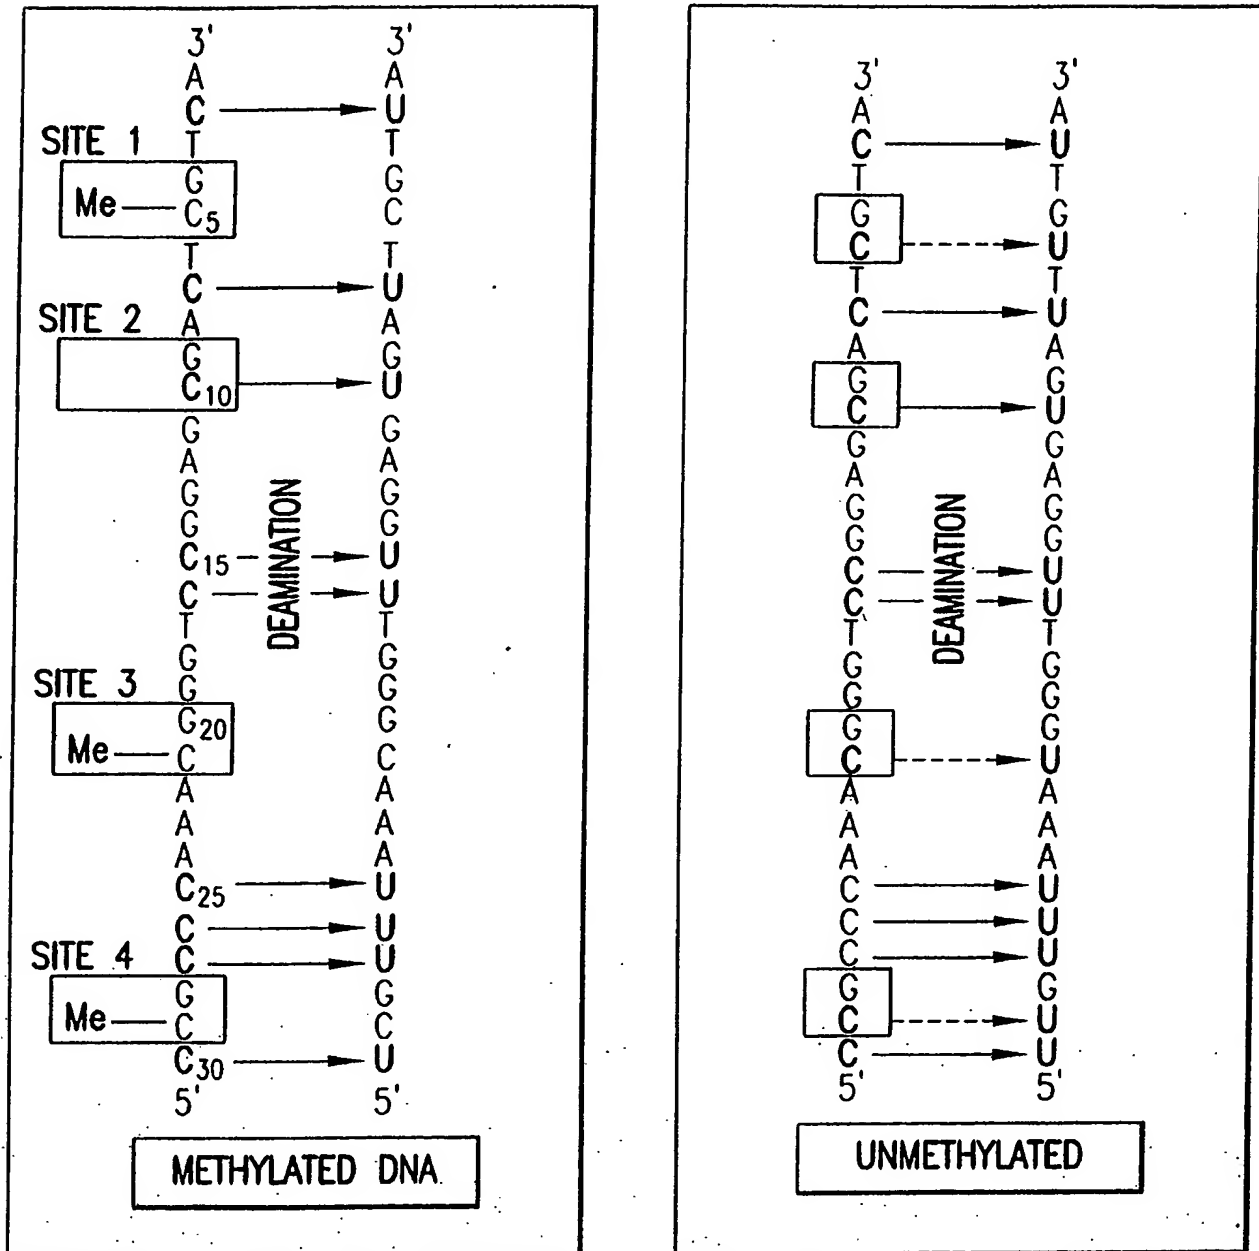 3' 3'
A A
C U
T T
SITE 1
G G
Me C5 C
T T
C U
A A
SITE 2
G G
C10 U
G G
A A
G G
G G
C15 U
C U
DEAMINATION
T T
G G
G G
SITE 3
G20 G
Me C C
A A
A A
A A
C25 U
C U
C U
SITE 4
G G
Me C C
C30 U
5' 5'
METHYLATED DNA
3' 3'
A A
C U
T T
G G
C U
T T
C U
A A
G G
C U
G G
A A
G G
G G
C U
C U
DEAMINATION
T T
G G
G G
G G
C U
A A
A A
A A
C U
C U
C U
G G
C U
C U
5' 5'
UNMETHYLATED